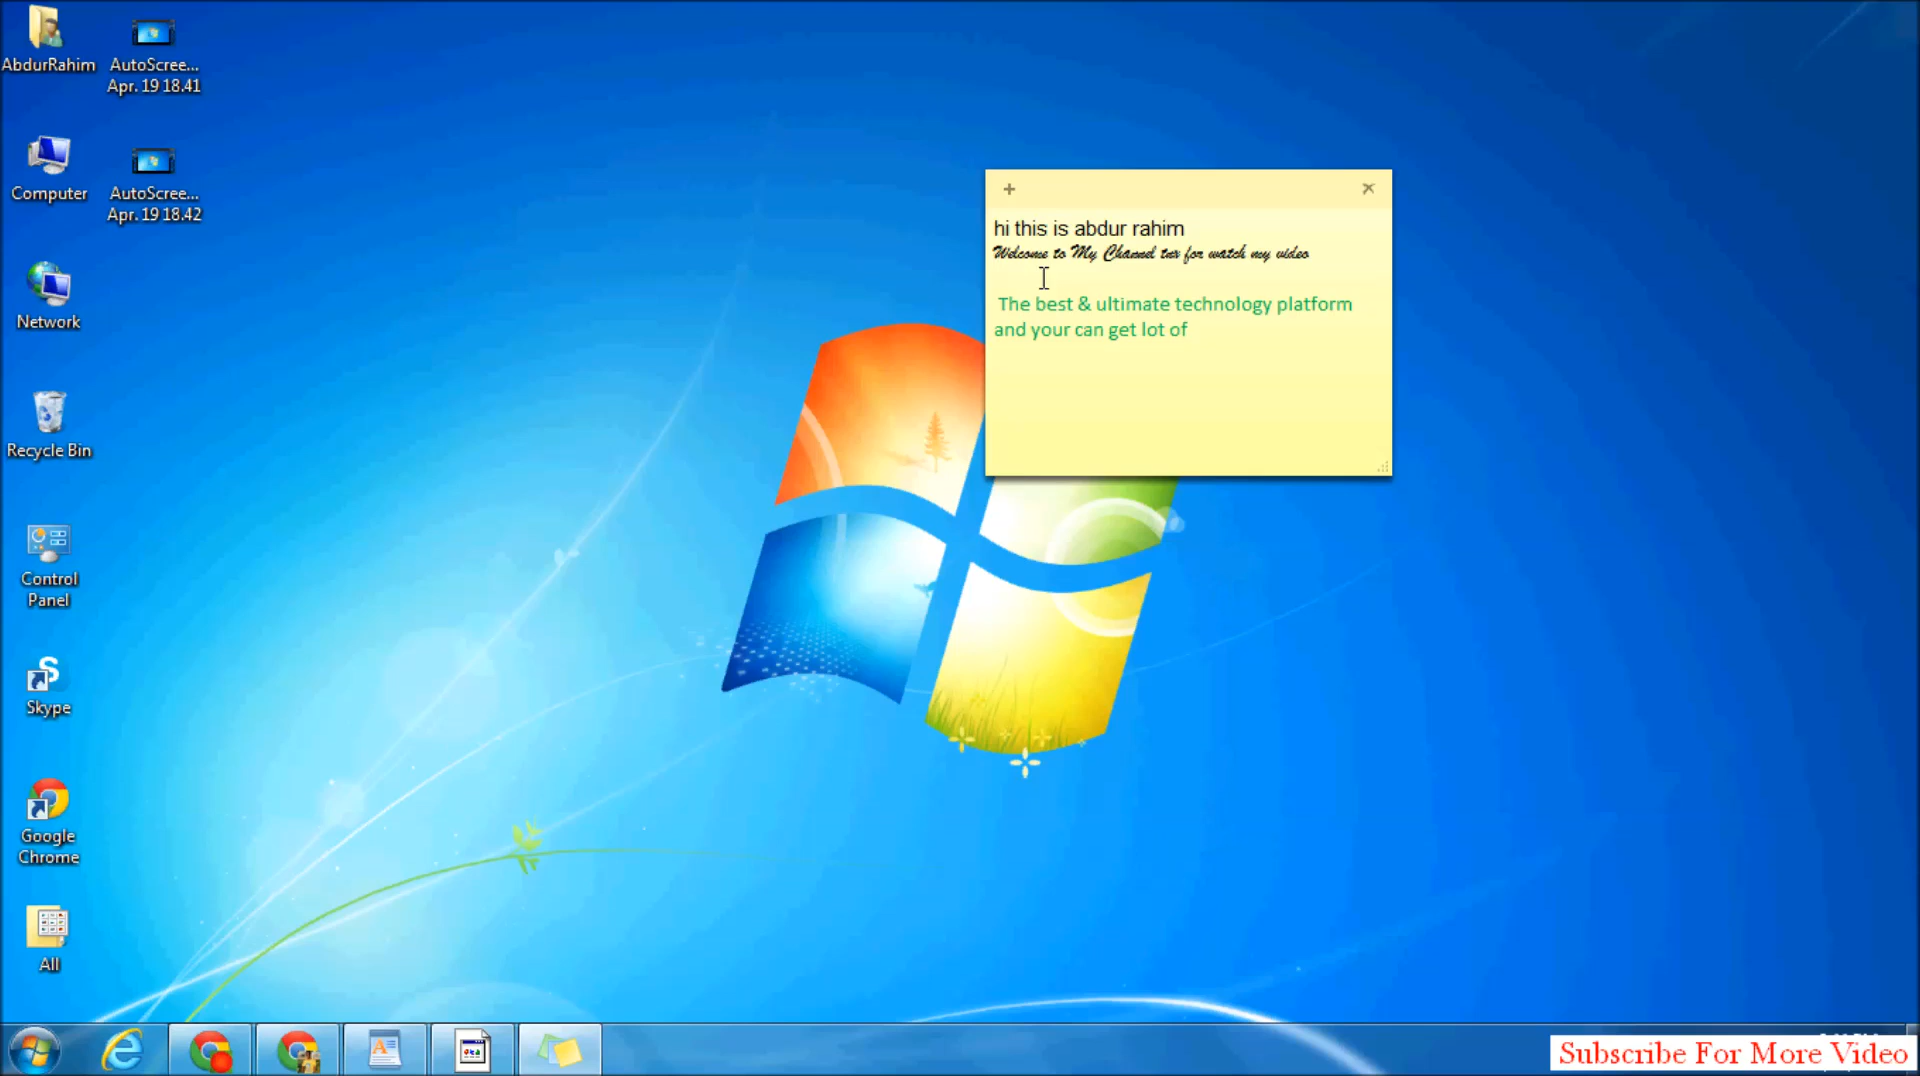 AbdurRahim
AutoScree...
Apr. 19 18.41
Computer
AutoScree...
Apr. 19 18.42
Network
Recycle Bin
Control
Panel
Skype
Google
Chrome
All
hi this is abdur rahim
Welcome to My Channel tnx for watch my video
The best & ultimate technology platform
and your can get lot of
Subscribe For More Video